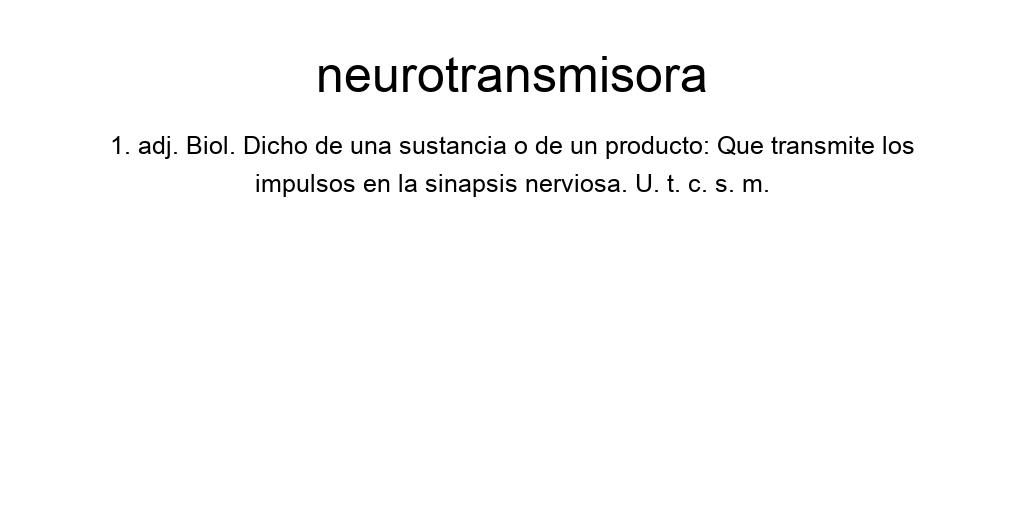 neurotransmisora
1. adj. Biol. Dicho de una sustancia o de un producto: Que transmite los
impulsos en la sinapsis nerviosa. U. t. c. s. m.